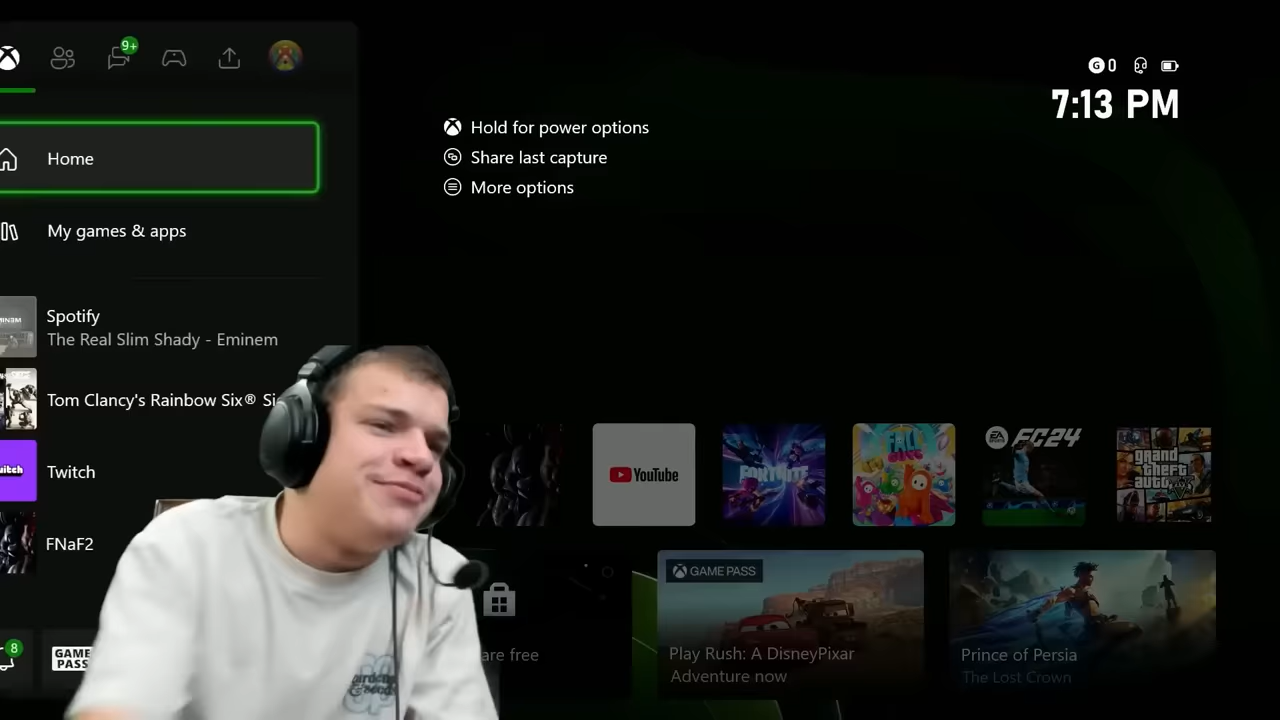 9+
G 0
7:13 PM
Hold for power options
Share last capture
More options
Home
My games & apps
Spotify
The Real Slim Shady - Eminem
Tom Clancy's Rainbow Six® Si
Twitch
FNaF2
YouTube
FORTNITE
FALL GUYS
EA SPORTS FC24
grand
theft
auto V
8
GAME
PASS
are free
GAME PASS
Play Rush: A DisneyPixar
Adventure now
Prince of Persia
The Lost Crown